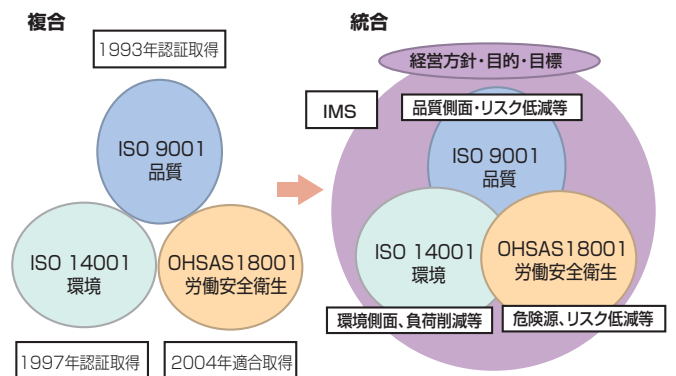 複合
1993年認証取得
ISO 9001
品質
ISO 14001
環境
OHSAS18001
労働安全衛生
1997年認証取得
2004年適合取得
統合
経営方針・目的・目標
IMS
品質側面・リスク低減等
ISO 9001
品質
ISO 14001
環境
OHSAS18001
労働安全衛生
環境側面、負荷削減等
危険源、リスク低減等